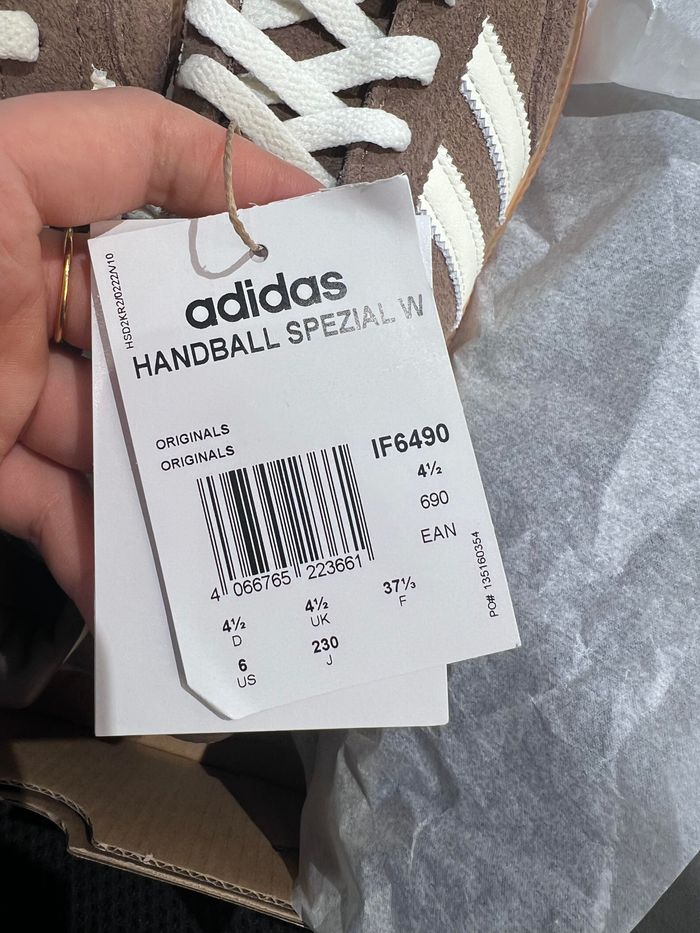 HSD2KR2/0222/V10
adidas
HANDBALL SPEZIAL W
ORIGINALS
ORIGINALS
IF6490
4½
690
EAN
4 066765 223661
PO# 135160354
4½
D
4½
UK
37⅓
F
6
US
230
J